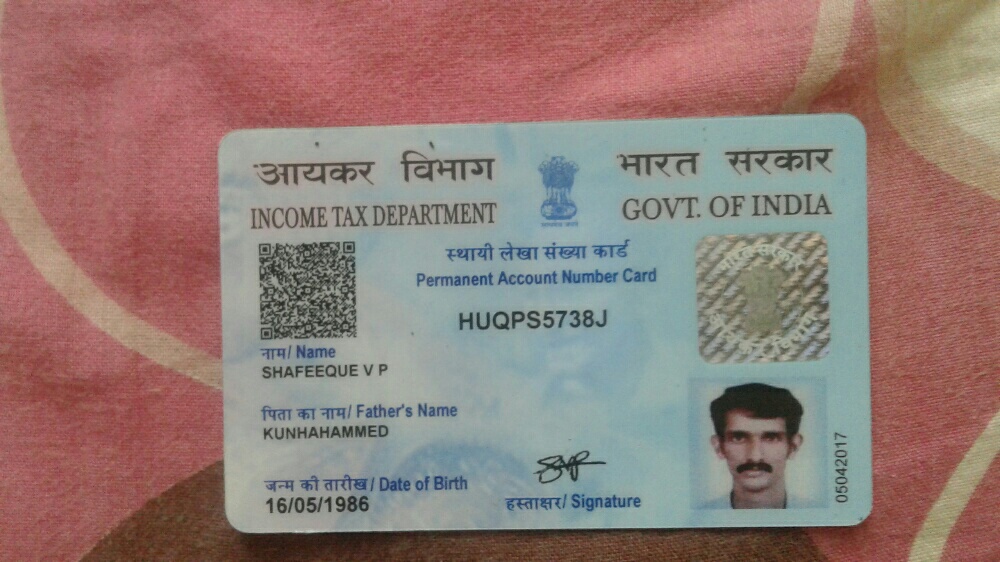 आयकर विभाग
INCOME TAX DEPARTMENT
भारत सरकार
GOVT. OF INDIA
स्थायी लेखा संख्या कार्ड
Permanent Account Number Card
HUQPS5738J
नाम/ Name
SHAFEEQUE V P
पिता का नाम/ Father's Name
KUNHAHAMMED
जन्म की तारीख/ Date of Birth
16/05/1986
हस्ताक्षर/ Signature
05042017